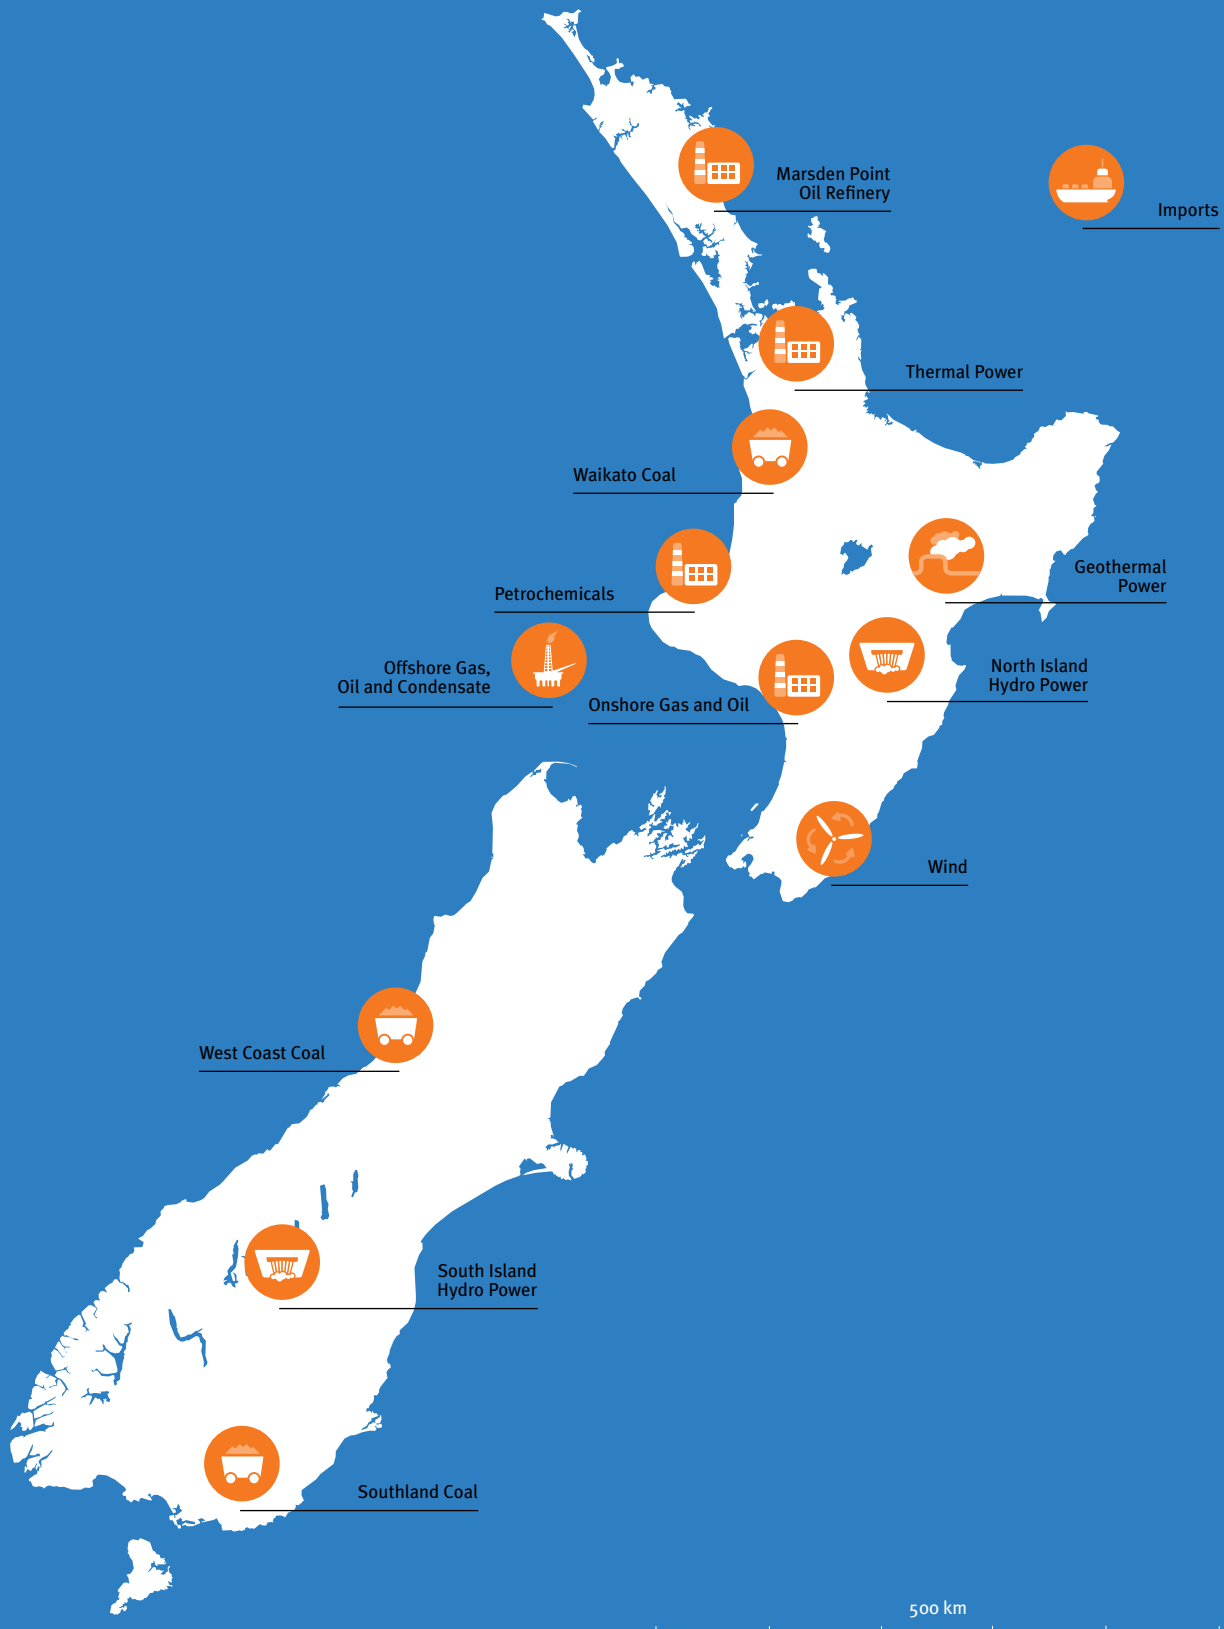 Marsden Point
Oil Refinery
Imports
Thermal Power
Waikato Coal
Geothermal
Power
Petrochemicals
North Island
Hydro Power
Offshore Gas,
Oil and Condensate
Onshore Gas and Oil
Wind
West Coast Coal
South Island
Hydro Power
Southland Coal
500 km